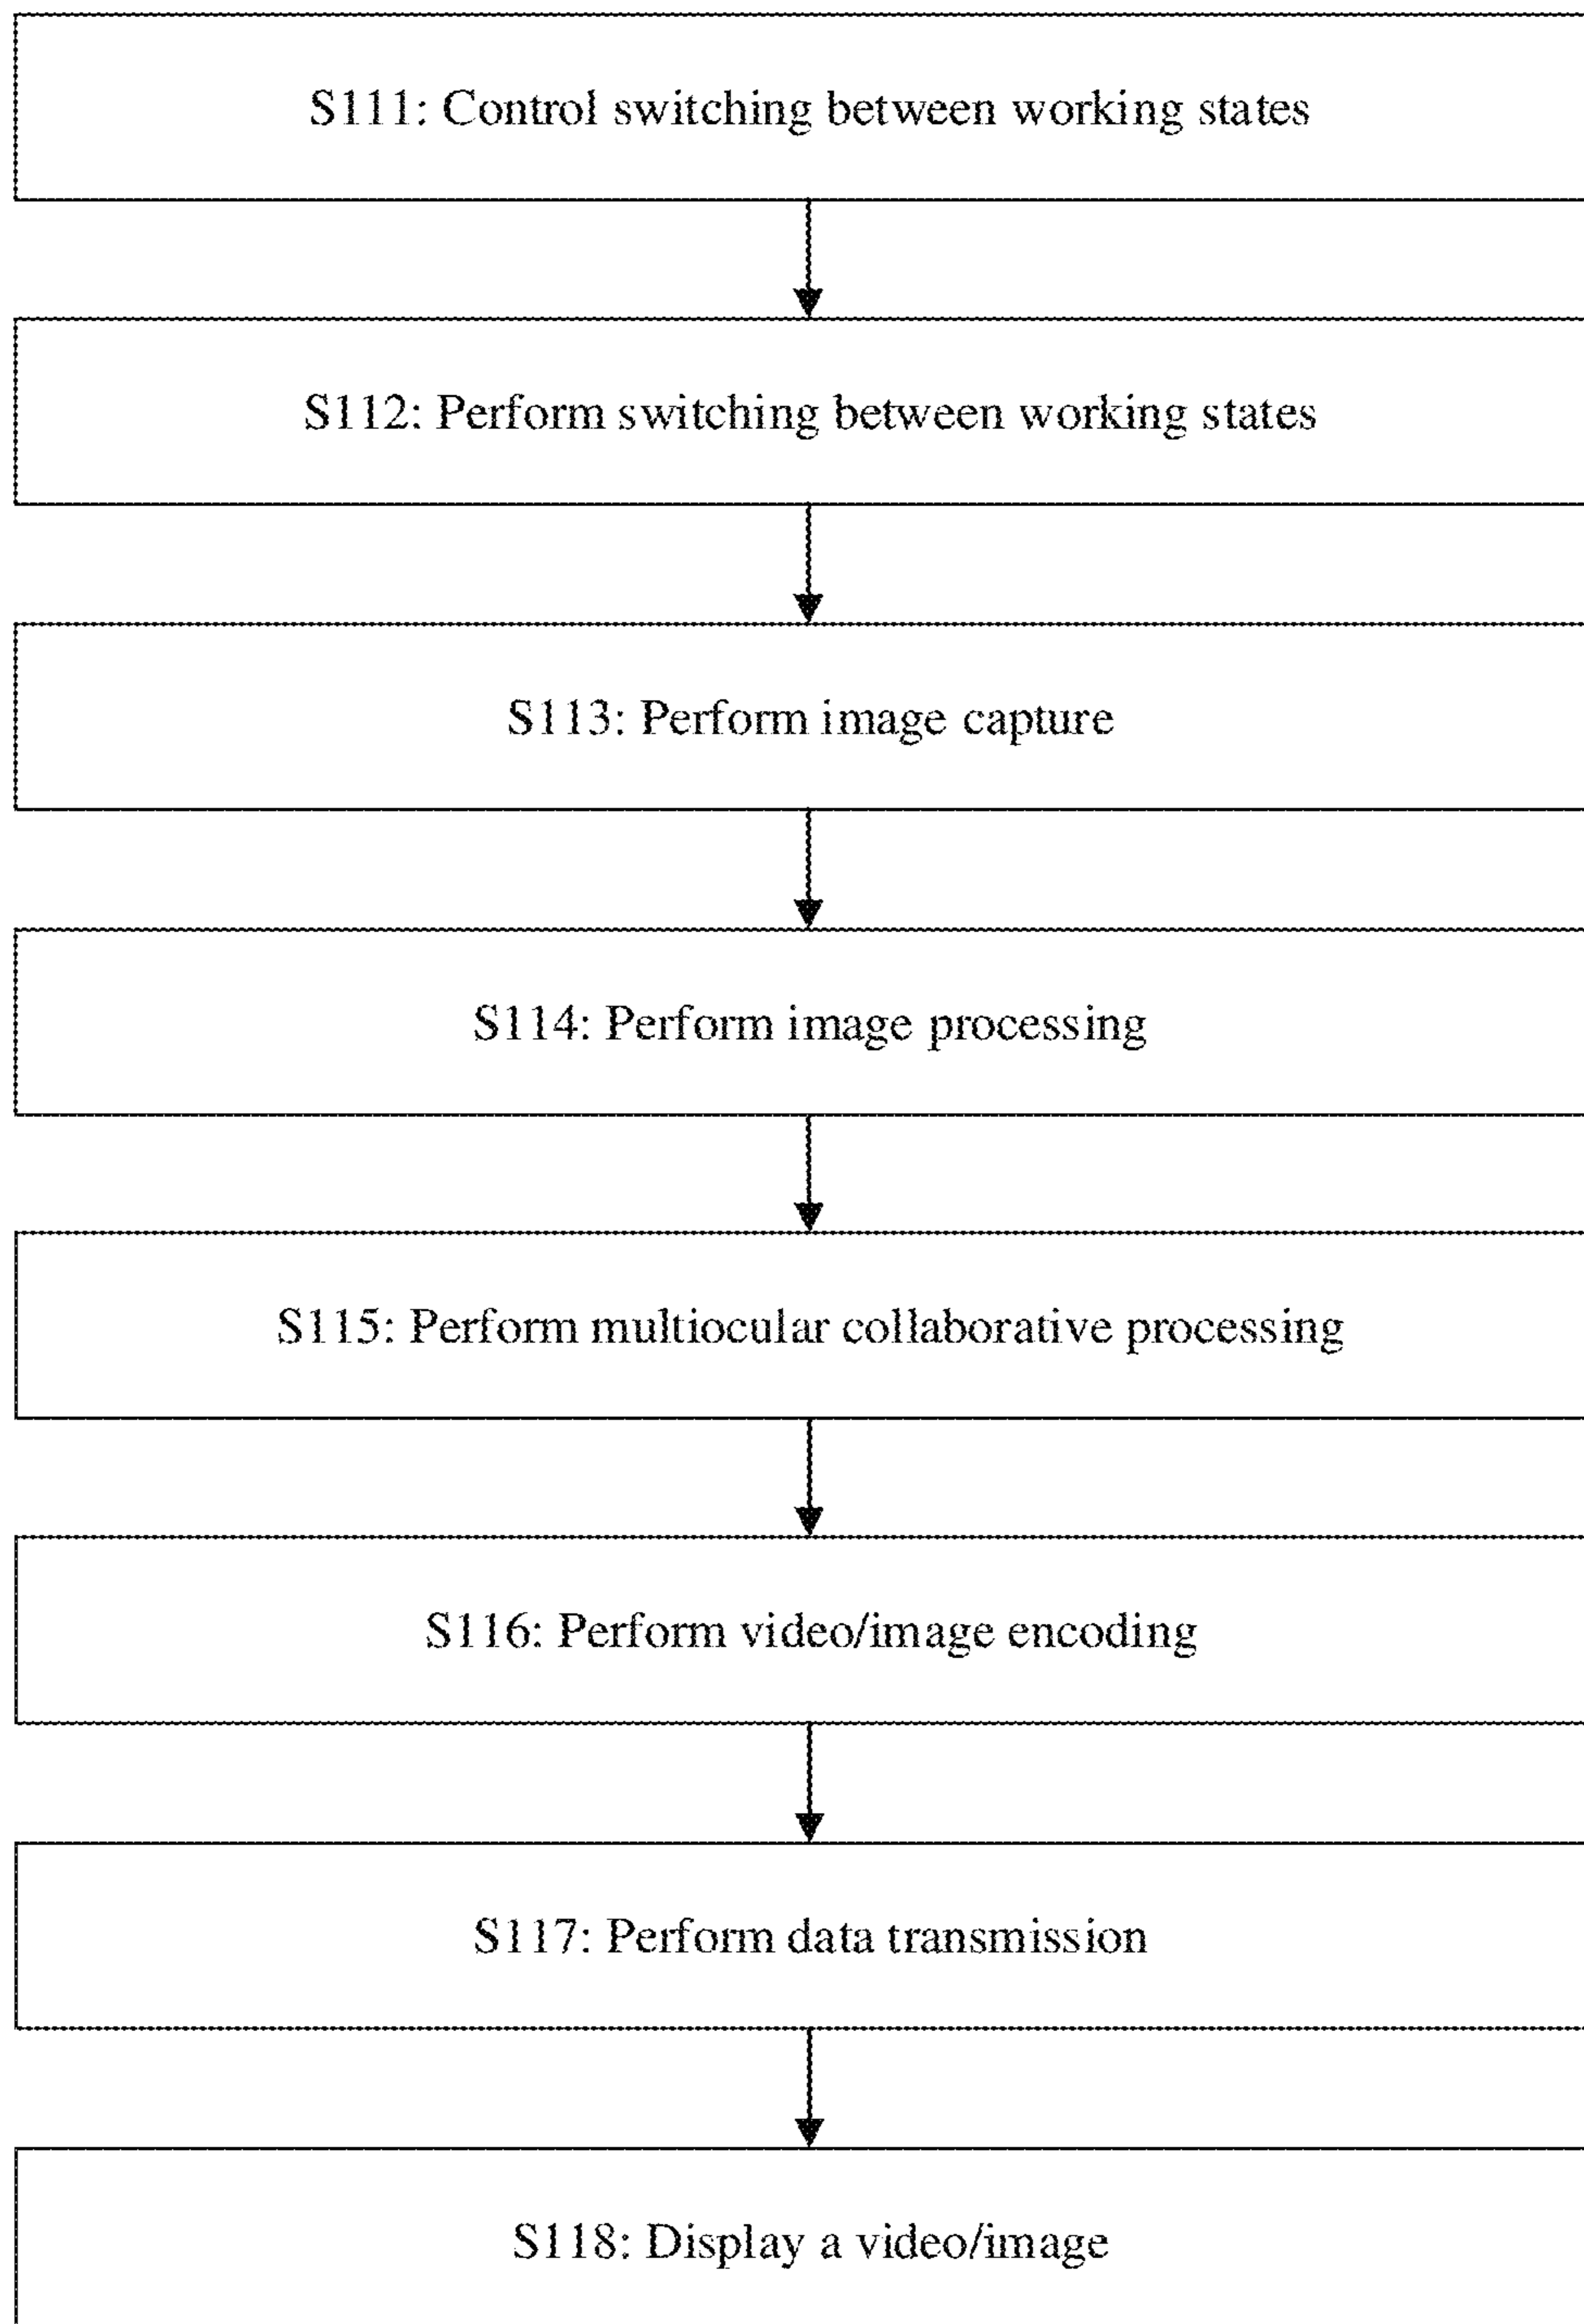 S111: Control switching between working states
S112: Perform switching between working states
S113: Perform image capture
S114: Perform image processing
S115: Perform multiocular collaborative processing
S116: Perform video/image encoding
S117: Perform data transmission
S118: Display a video/image